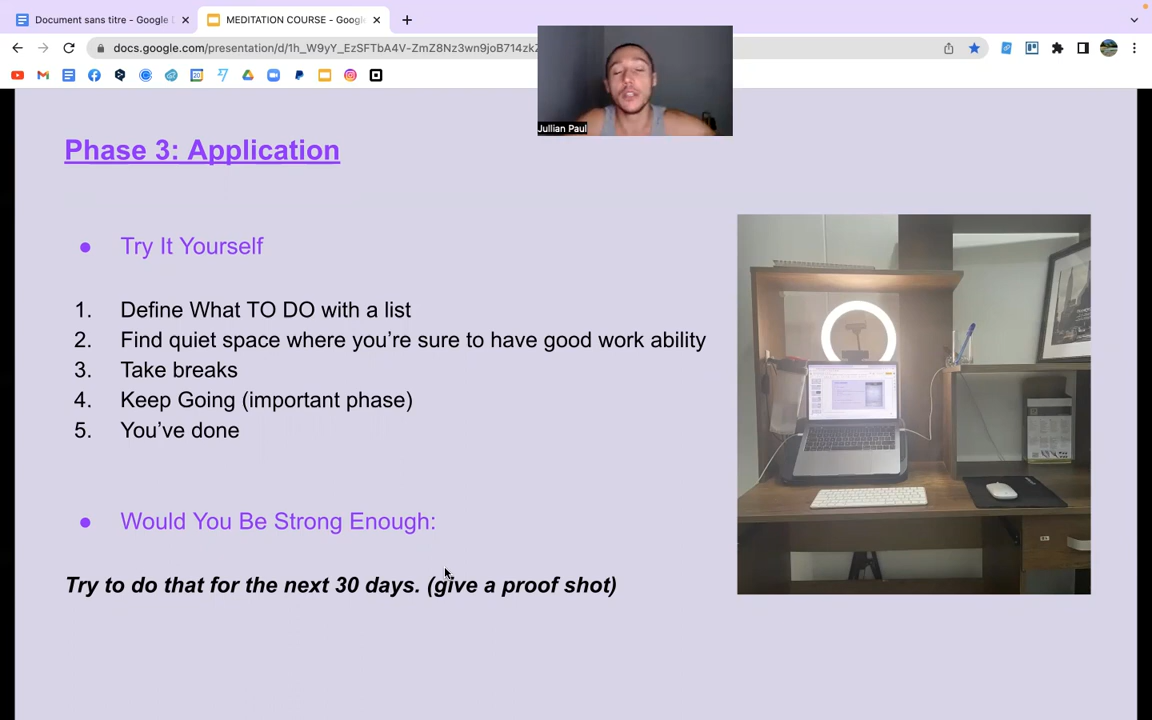 Document sans titre - Google
MEDITATION COURSE - Goog
docs.google.com/presentation/d/1h_W9yY_EzSFTbA4V-ZmZ8Nz3wn9joB714zkZ
Jullian Paul
Phase 3: Application
● Try It Yourself
1. Define What TO DO with a list
2. Find quiet space where you’re sure to have good work ability
3. Take breaks
4. Keep Going (important phase)
5. You’ve done
● Would You Be Strong Enough:
Try to do that for the next 30 days. (give a proof shot)